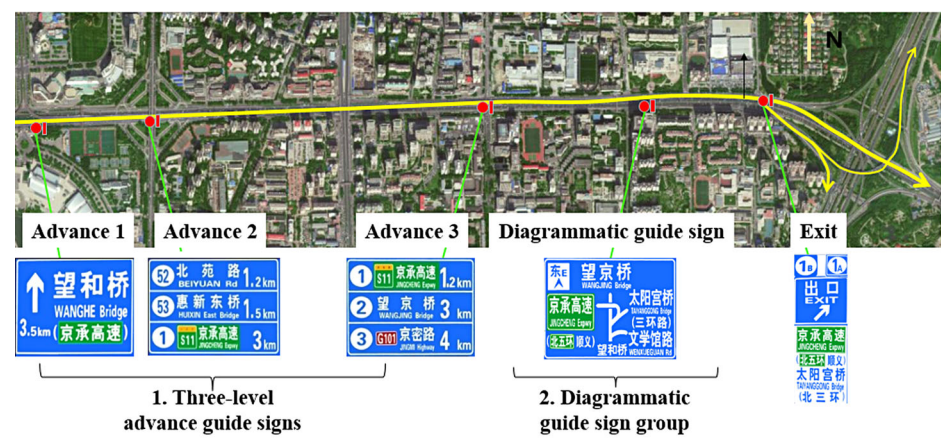 N
Advance 1
Advance 2
Advance 3
Diagrammatic guide sign
Exit
望和桥
WANGHE Bridge
3.5km (京承高速)
52 北苑路 1.2km
BEIYUAN Rd
53 惠新东桥 1.5km
HUIXIN East Bridge
1 S11 京承高速 3km
JINGCHENG Expwy
1 S11 京承高速 1.2km
JINGCHENG Expwy
2 望京桥 3km
WANGJING Bridge
3 G101 京密路 4km
JINGMI Highway
东E 望京桥
WANGJING Bridge
京承高速
JINGCHENG Expwy
(北五环 顺义)
太阳宫桥
TAIYANGGONG Bridge
(三环路)
文学馆路
WENXUEGUAN Rd
望和桥
1B 1A
出口
EXIT
京承高速
JINGCHENG Expwy
(北五环 顺义)
太阳宫桥
TAIYANGGONG Bridge
(北三环)
1. Three-level
advance guide signs
2. Diagrammatic
guide sign group